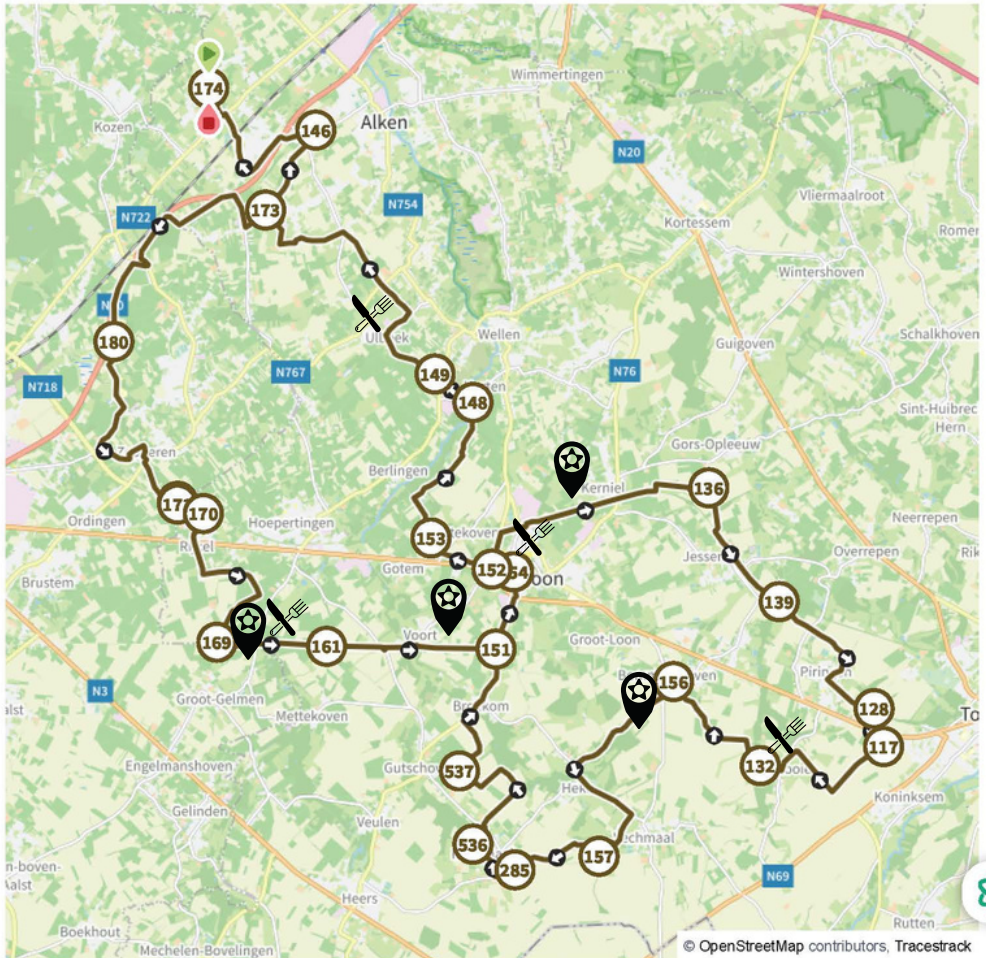 174
Wimmertingen
Kozen
146
Alken
N20
N754
Vliermaalroot
N722
173
Kortessem
Romer
Wintershoven
180
Wellen
Schalkhoven
Guigoven
149
N767
N76
N718
148
Sint-Huibrec
Hern
Gors-Opleeuw
Berlingen
Kerniel
136
170
Ordingen
Hoepertingen
Neerrepen
153
Jesser
Overrepen
Gotem
152
139
169
161
Voort
151
Groot-Loon
156
N3
Groot-Gelmen
128
Mettekoven
117
Engelmanshoven
537
132
Koninksem
Gelinden
Veulen
536
157
285
N69
Heers
Rutten
Boekhout
Mechelen-Bovelingen
© OpenStreetMap contributors, Tracestrack